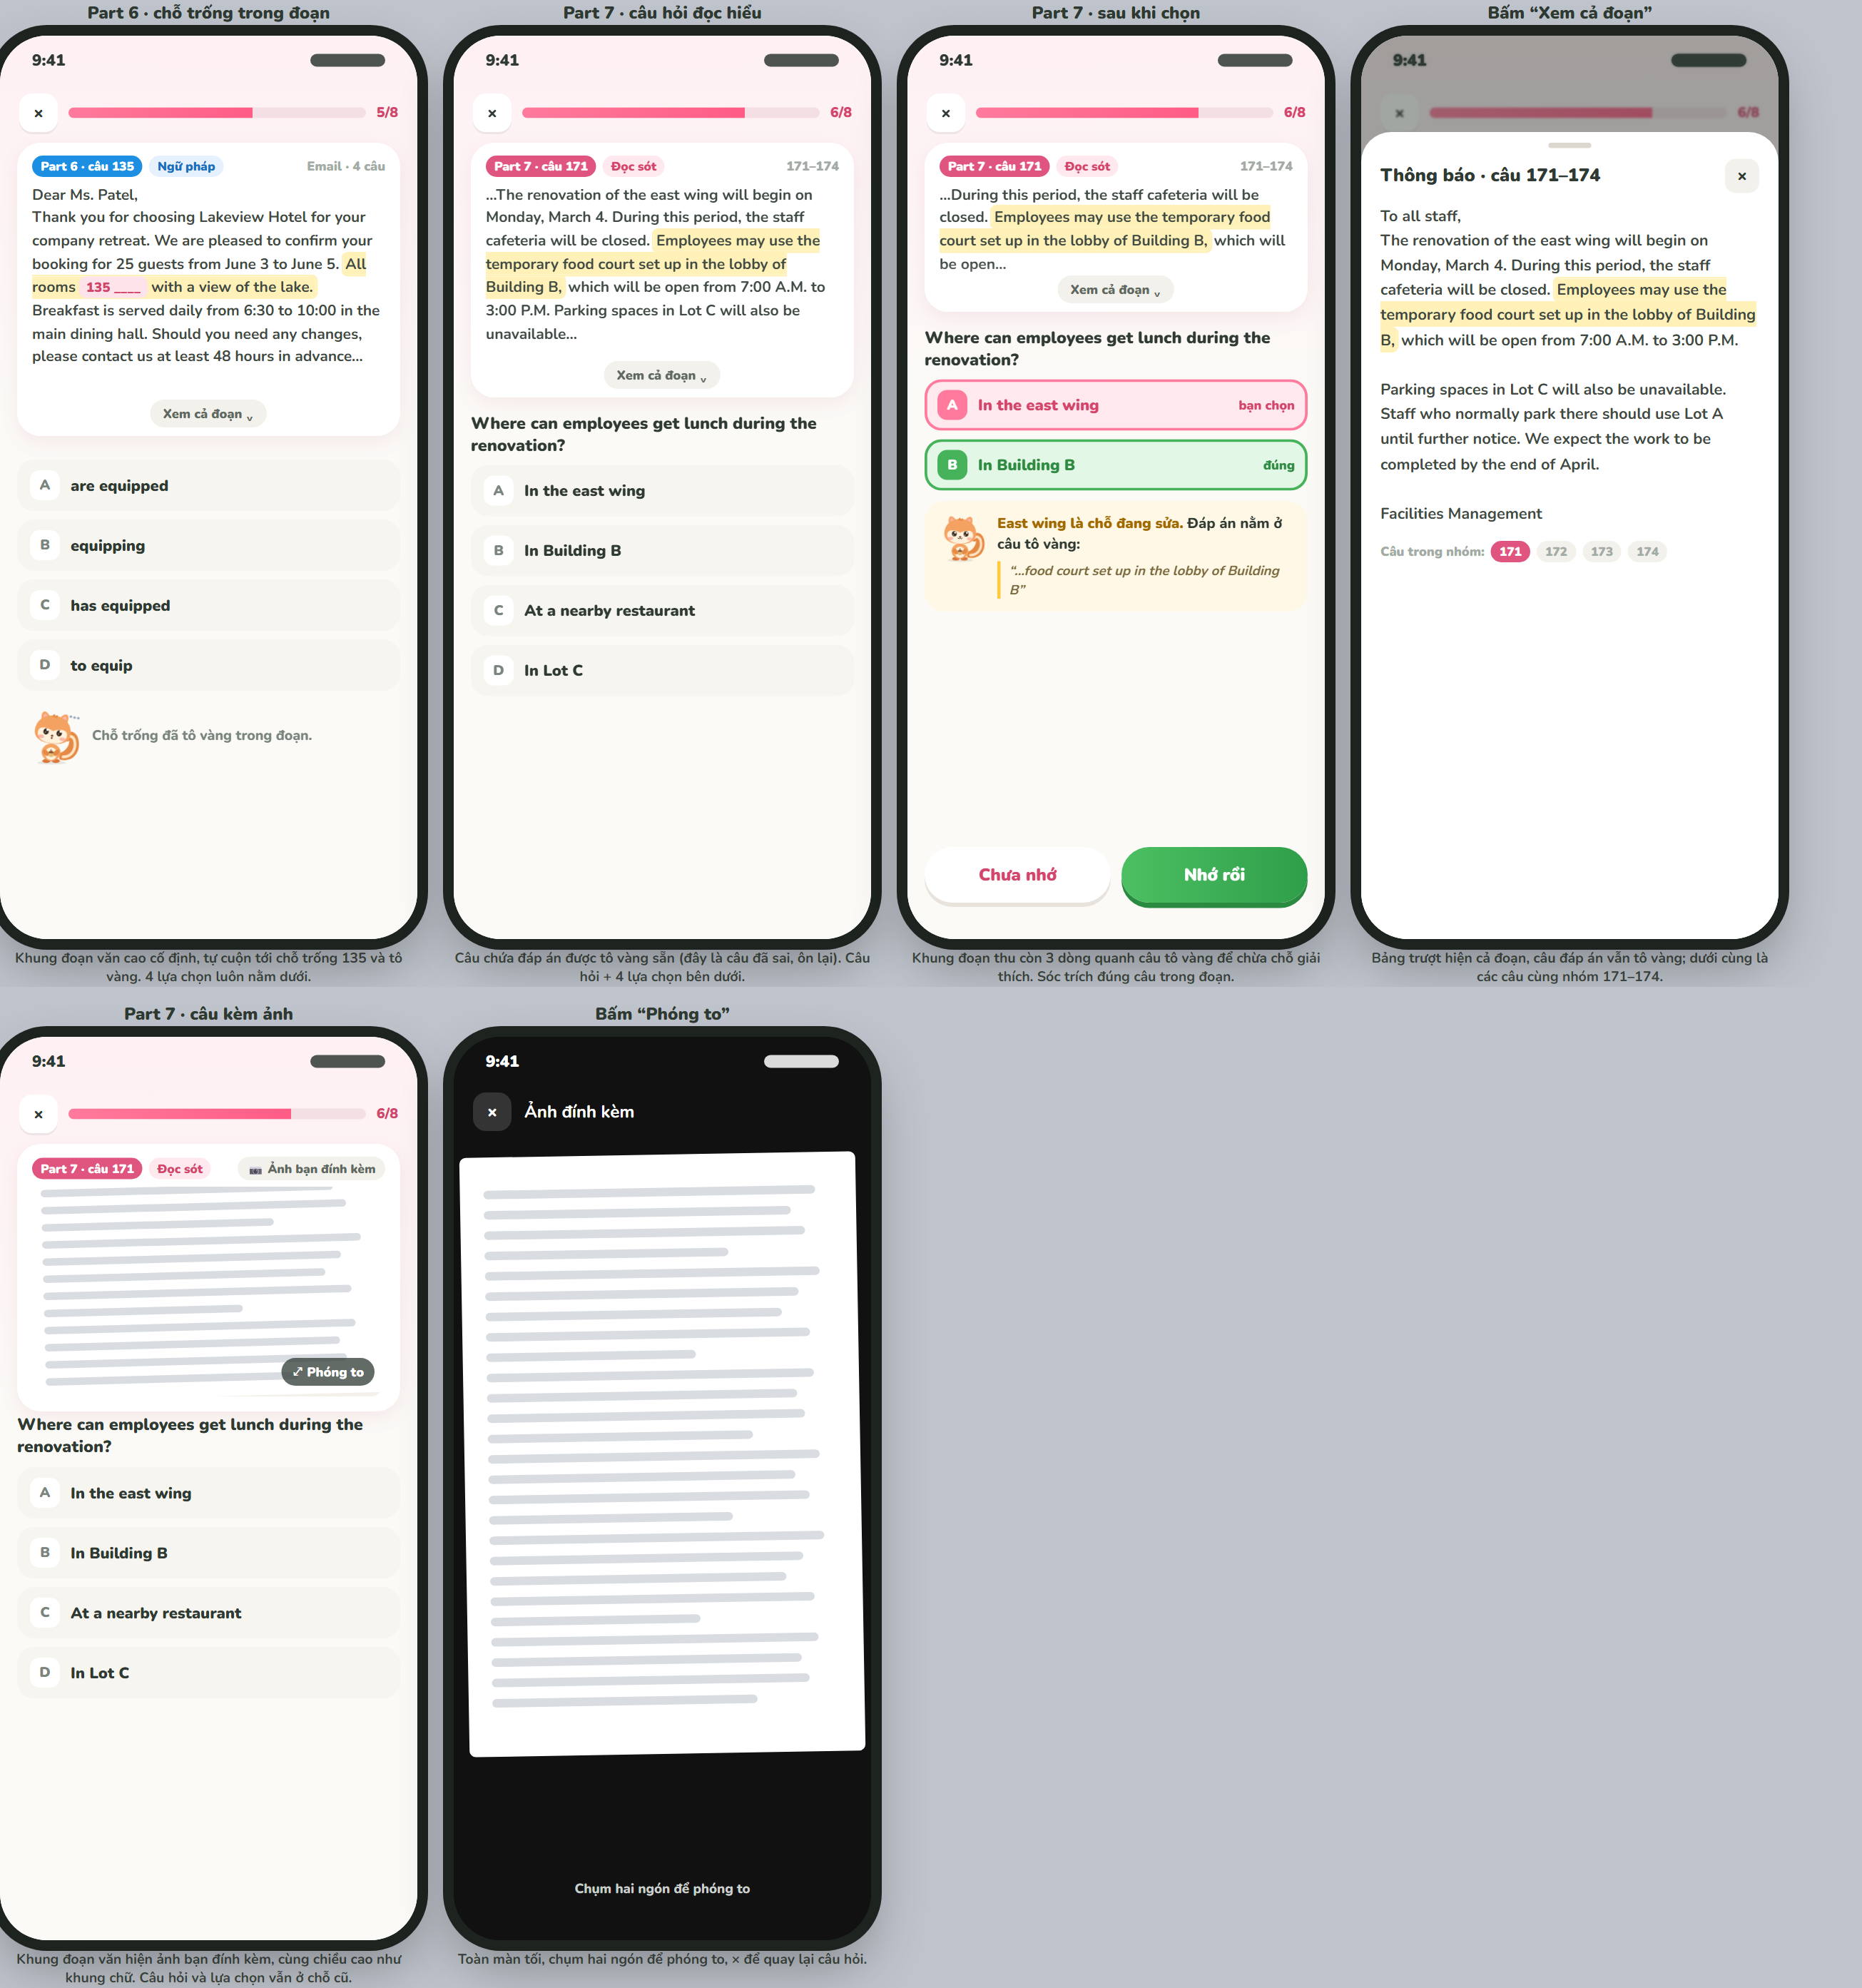 Part 6 · chỗ trống trong đoạn
9:41
×
5/8
Part 6 · câu 135
Ngữ pháp
Email · 4 câu
Dear Ms. Patel,
Thank you for choosing Lakeview Hotel for your
company retreat. We are pleased to confirm your
booking for 25 guests from June 3 to June 5. All
rooms 135 ____ with a view of the lake.
Breakfast is served daily from 6:30 to 10:00 in the
main dining hall. Should you need any changes,
please contact us at least 48 hours in advance...
Xem cả đoạn ⌄
A are equipped
B equipping
C has equipped
D to equip
Chỗ trống đã tô vàng trong đoạn.
Khung đoạn văn cao cố định, tự cuộn tới chỗ trống 135 và tô
vàng. 4 lựa chọn luôn nằm dưới.
Part 7 · câu hỏi đọc hiểu
9:41
×
6/8
Part 7 · câu 171
Đọc sót
171–174
...The renovation of the east wing will begin on
Monday, March 4. During this period, the staff
cafeteria will be closed. Employees may use the
temporary food court set up in the lobby of
Building B, which will be open from 7:00 A.M. to
3:00 P.M. Parking spaces in Lot C will also be
unavailable...
Xem cả đoạn ⌄
Where can employees get lunch during the
renovation?
A In the east wing
B In Building B
C At a nearby restaurant
D In Lot C
Câu chứa đáp án được tô vàng sẵn (đây là câu đã sai, ôn lại). Câu
hỏi + 4 lựa chọn bên dưới.
Part 7 · sau khi chọn
9:41
×
6/8
Part 7 · câu 171
Đọc sót
171–174
...During this period, the staff cafeteria will be
closed. Employees may use the temporary food
court set up in the lobby of Building B, which will
be open...
Xem cả đoạn ⌄
Where can employees get lunch during the
renovation?
A In the east wing bạn chọn
B In Building B đúng
East wing là chỗ đang sửa. Đáp án nằm ở
câu tô vàng:
“...food court set up in the lobby of Building
B”
Chưa nhớ
Nhớ rồi
Khung đoạn thu còn 3 dòng quanh câu tô vàng để chừa chỗ giải
thích. Sóc trích đúng câu trong đoạn.
Bấm “Xem cả đoạn”
9:41
×
6/8
Thông báo · câu 171–174
×
To all staff,
The renovation of the east wing will begin on
Monday, March 4. During this period, the staff
cafeteria will be closed. Employees may use the
temporary food court set up in the lobby of Building
B, which will be open from 7:00 A.M. to 3:00 P.M.
Parking spaces in Lot C will also be unavailable.
Staff who normally park there should use Lot A
until further notice. We expect the work to be
completed by the end of April.
Facilities Management
Câu trong nhóm: 171 172 173 174
Bảng trượt hiện cả đoạn, câu đáp án vẫn tô vàng; dưới cùng là
các câu cùng nhóm 171–174.
Part 7 · câu kèm ảnh
9:41
×
6/8
Part 7 · câu 171
Đọc sót
Ảnh bạn đính kèm
⤢ Phóng to
Where can employees get lunch during the
renovation?
A In the east wing
B In Building B
C At a nearby restaurant
D In Lot C
Khung đoạn văn hiện ảnh bạn đính kèm, cùng chiều cao như
khung chữ. Câu hỏi và lựa chọn vẫn ở chỗ cũ.
Bấm “Phóng to”
9:41
×
Ảnh đính kèm
Chụm hai ngón để phóng to
Toàn màn tối, chụm hai ngón để phóng to, × để quay lại câu hỏi.